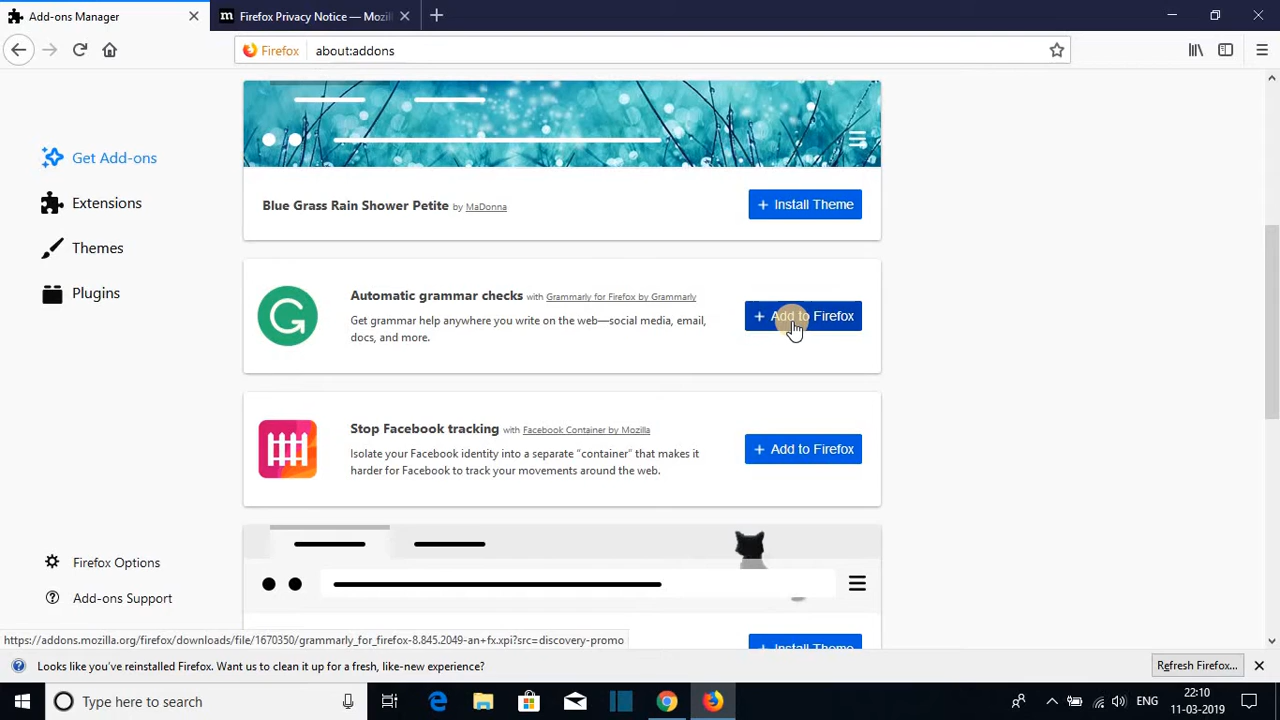 Add-ons Manager
Firefox Privacy Notice — Mozil
Firefox
about:addons
Get Add-ons
Extensions
Themes
Plugins
Firefox Options
Add-ons Support
Blue Grass Rain Shower Petite by MaDonna
+ Install Theme
Automatic grammar checks with Grammarly for Firefox by Grammarly
Get grammar help anywhere you write on the web—social media, email,
docs, and more.
+ Add to Firefox
Stop Facebook tracking with Facebook Container by Mozilla
Isolate your Facebook identity into a separate “container” that makes it
harder for Facebook to track your movements around the web.
+ Add to Firefox
+ Install Theme
https://addons.mozilla.org/firefox/downloads/file/1670350/grammarly_for_firefox-8.845.2049-an+fx.xpi?src=discovery-promo
Looks like you've reinstalled Firefox. Want us to clean it up for a fresh, like-new experience?
Refresh Firefox...
Type here to search
ENG
22:10
11-03-2019